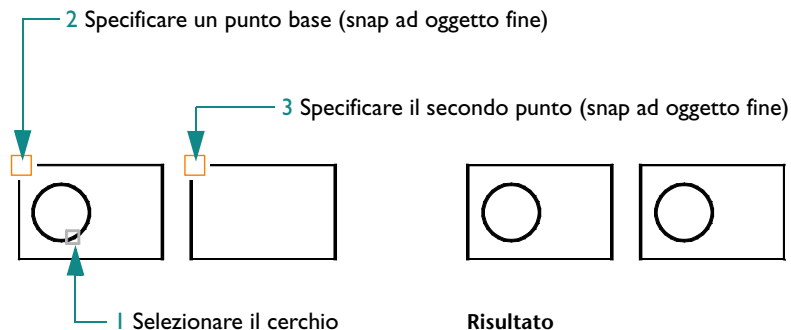 2 Specificare un punto base (snap ad oggetto fine)
3 Specificare il secondo punto (snap ad oggetto fine)
1 Selezionare il cerchio
Risultato